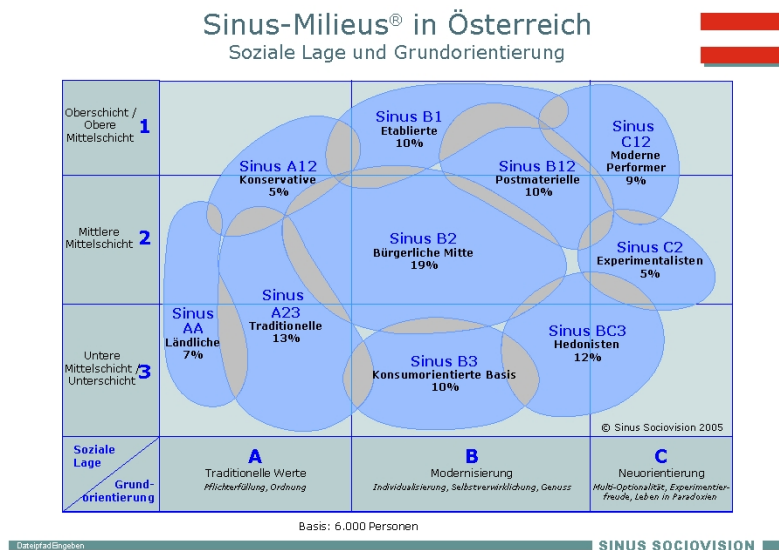 Sinus-Milieus® in Österreich
Soziale Lage und Grundorientierung
Oberschicht /
Obere
Mittelschicht
1
Mittlere
Mittelschicht
2
Untere
Mittelschicht /
Unterschicht
3
Sinus B1
Etablierte
10%
Sinus
C12
Moderne
Performer
9%
Sinus A12
Konservative
5%
Sinus B12
Postmaterielle
10%
Sinus B2
Bürgerliche Mitte
19%
Sinus C2
Experimentalisten
5%
Sinus
AA
Ländliche
7%
Sinus
A23
Traditionelle
13%
Sinus B3
Konsumorientierte Basis
10%
Sinus BC3
Hedonisten
12%
© Sinus Sociovision 2005
Soziale
Lage
Grund-
orientierung
A
Traditionelle Werte
Pflichterfüllung, Ordnung
B
Modernisierung
Individualisierung, Selbstverwirklichung, Genuss
C
Neuorientierung
Multi-Optionalität, Experimentier-
freude, Leben in Paradoxien
Basis: 6.000 Personen
DateipfadEingeben
SINUS SOCIOVISION